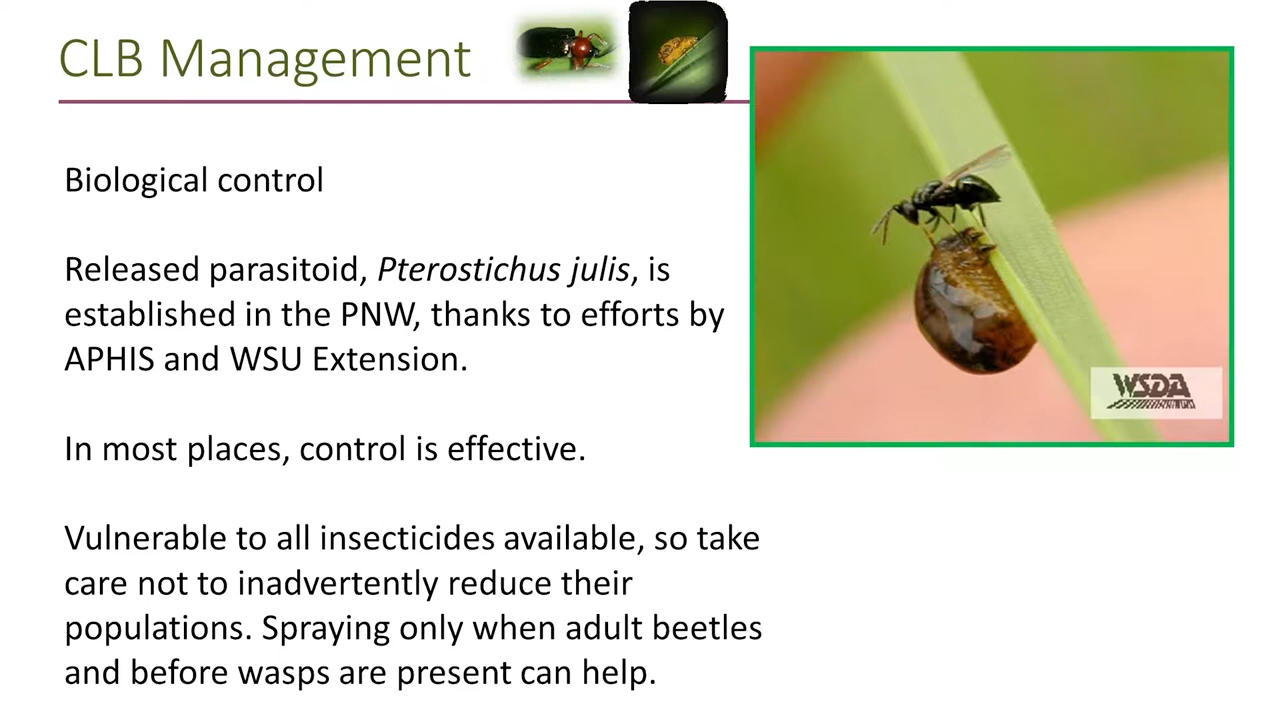 CLB Management
Biological control
Released parasitoid, Pterostichus julis, is
established in the PNW, thanks to efforts by
APHIS and WSU Extension.
In most places, control is effective.
Vulnerable to all insecticides available, so take
care not to inadvertently reduce their
populations. Spraying only when adult beetles
and before wasps are present can help.
WSDA